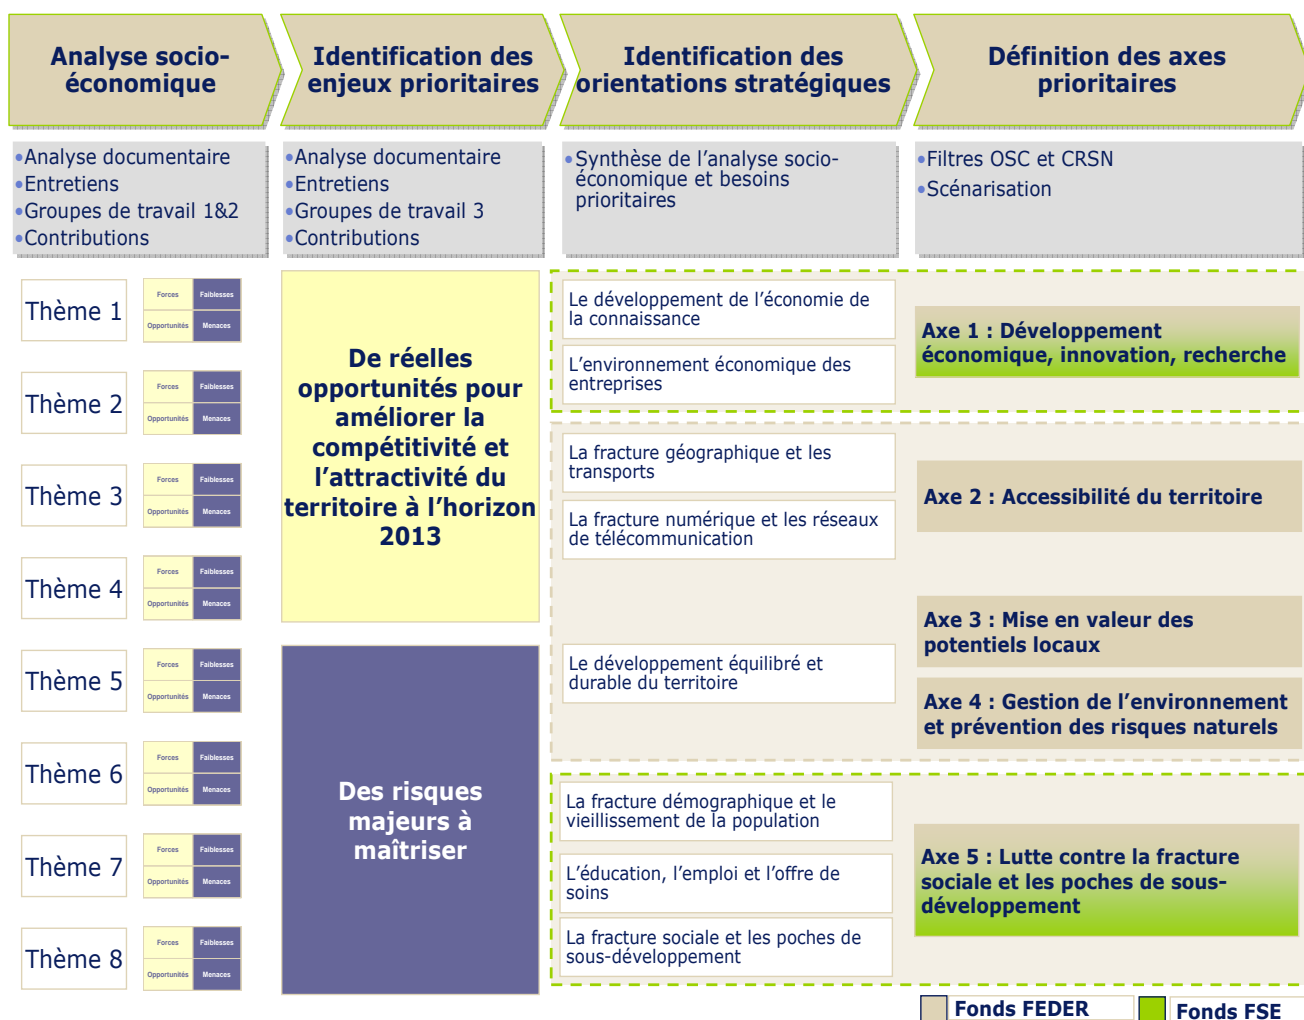 Analyse socio-
économique
Identification des
enjeux prioritaires
Identification des
orientations stratégiques
Définition des axes
prioritaires
•Analyse documentaire
•Entretiens
•Groupes de travail 1&2
•Contributions
•Analyse documentaire
•Entretiens
•Groupes de travail 3
•Contributions
•Synthèse de l’analyse socio-
économique et besoins
prioritaires
•Filtres OSC et CRSN
•Scénarisation
Thème 1
Forces Faiblesses
Opportunités Menaces
Thème 2
Forces Faiblesses
Opportunités Menaces
Thème 3
Forces Faiblesses
Opportunités Menaces
Thème 4
Forces Faiblesses
Opportunités Menaces
Thème 5
Forces Faiblesses
Opportunités Menaces
Thème 6
Forces Faiblesses
Opportunités Menaces
Thème 7
Forces Faiblesses
Opportunités Menaces
Thème 8
Forces Faiblesses
Opportunités Menaces
De réelles
opportunités pour
améliorer la
compétitivité et
l’attractivité du
territoire à l’horizon
2013
Des risques
majeurs à
maîtriser
Le développement de l’économie de
la connaissance
L’environnement économique des
entreprises
La fracture géographique et les
transports
La fracture numérique et les réseaux
de télécommunication
Le développement équilibré et
durable du territoire
La fracture démographique et le
vieillissement de la population
L’éducation, l’emploi et l’offre de
soins
La fracture sociale et les poches de
sous-développement
Axe 1 : Développement
économique, innovation, recherche
Axe 2 : Accessibilité du territoire
Axe 3 : Mise en valeur des
potentiels locaux
Axe 4 : Gestion de l’environnement
et prévention des risques naturels
Axe 5 : Lutte contre la fracture
sociale et les poches de sous-
développement
Fonds FEDER
Fonds FSE